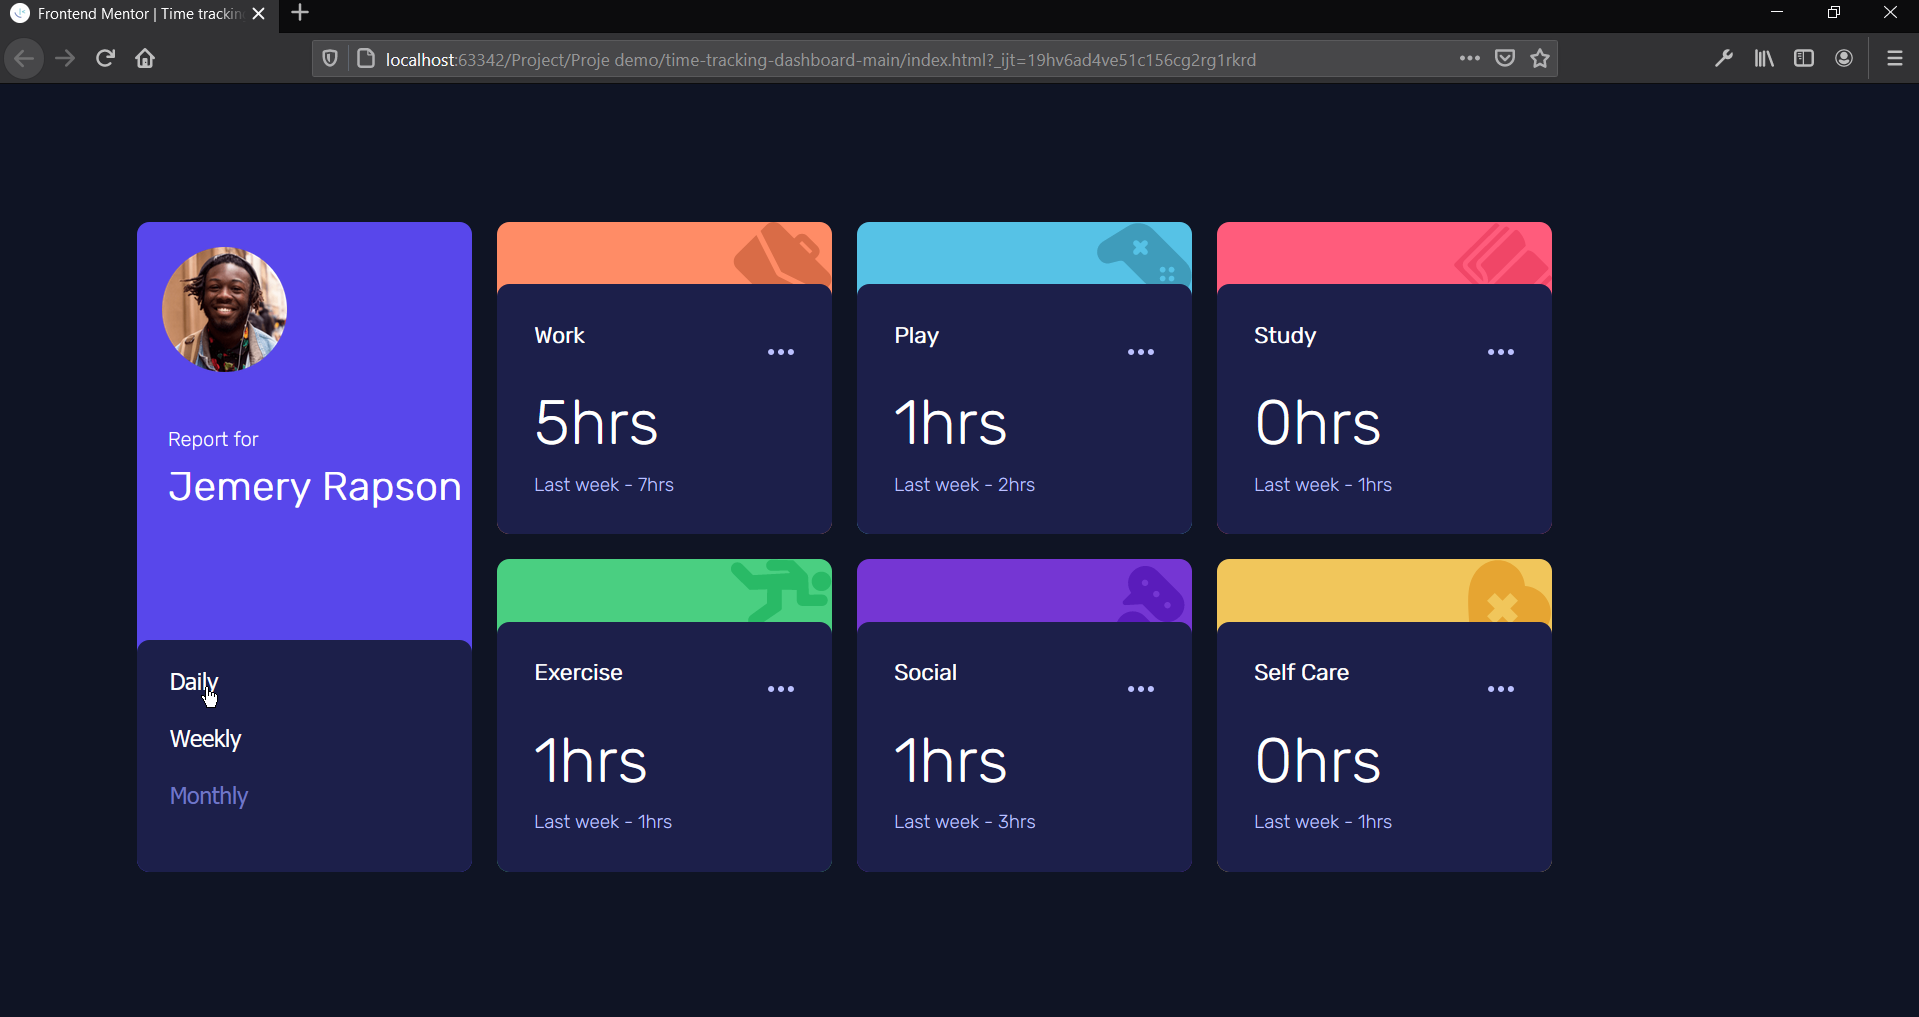 Frontend Mentor | Time trackin
localhost:63342/Project/Proje demo/time-tracking-dashboard-main/index.html?_ijt=19hv6ad4ve51c156cg2rg1rkrd
Report for
Jemery Rapson
Daily
Weekly
Monthly
Work
5hrs
Last week - 7hrs
Play
1hrs
Last week - 2hrs
Study
0hrs
Last week - 1hrs
Exercise
1hrs
Last week - 1hrs
Social
1hrs
Last week - 3hrs
Self Care
0hrs
Last week - 1hrs